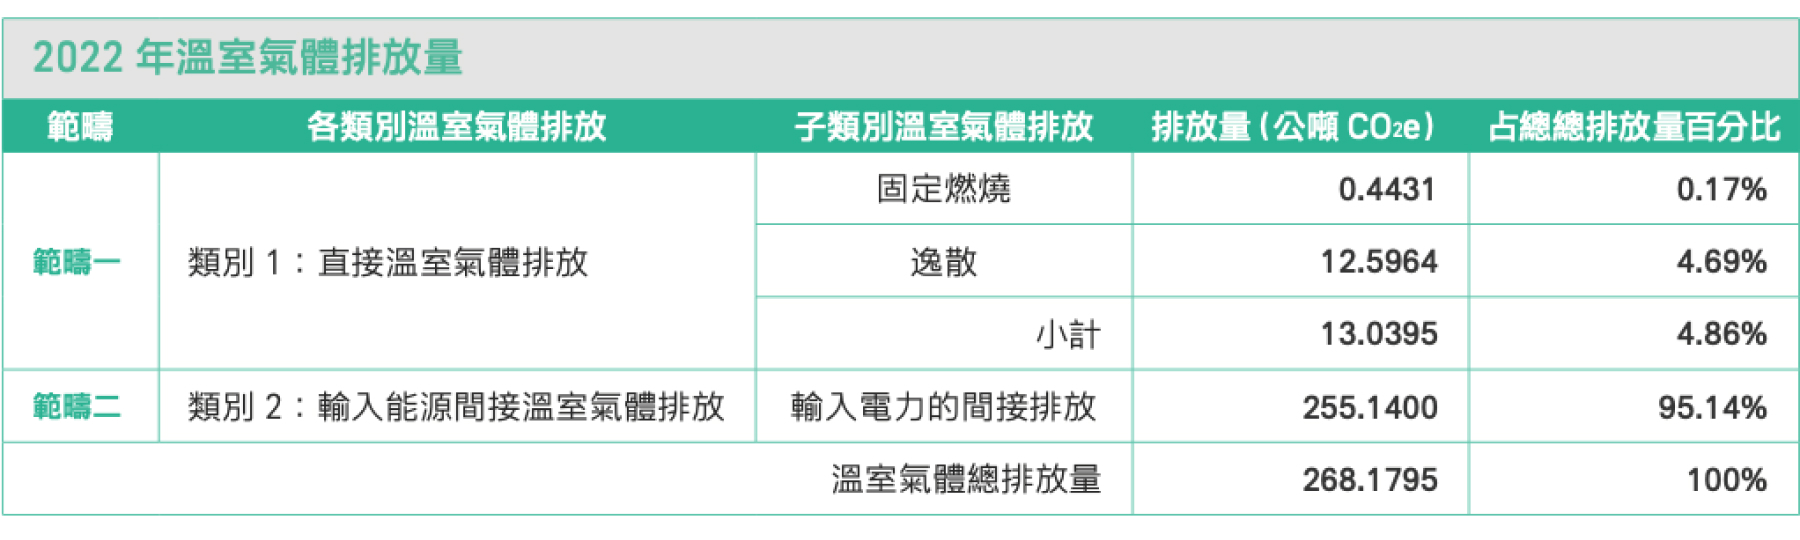 2022 年溫室氣體排放量
範疇 各類別溫室氣體排放 子類別溫室氣體排放 排放量(公噸 CO2e) 占總總排放量百分比
固定燃燒 0.4431 0.17%
範疇一 類別 1：直接溫室氣體排放 逸散 12.5964 4.69%
小計 13.0395 4.86%
範疇二 類別 2：輸入能源間接溫室氣體排放 輸入電力的間接排放 255.1400 95.14%
溫室氣體總排放量 268.1795 100%